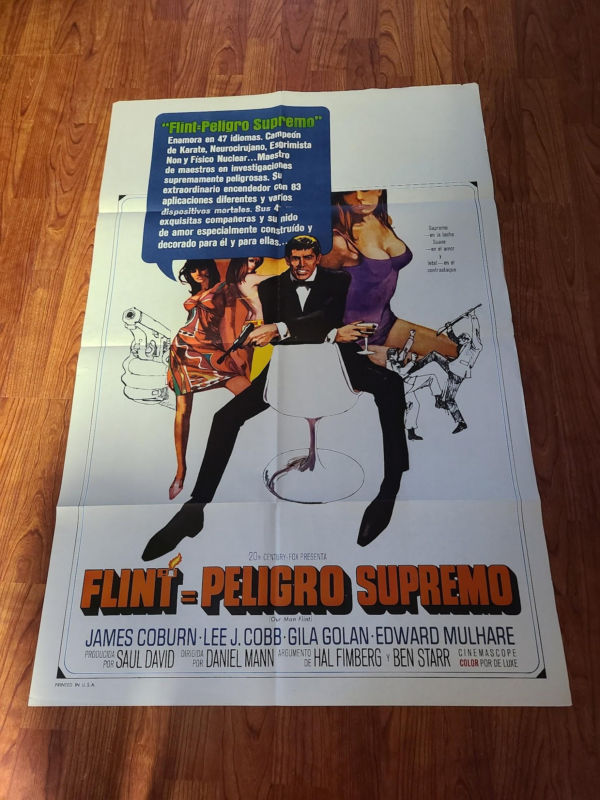 "Flint=Peligro Supremo"
Enamora en 47 idiomas. Campeón
de Karate, Neurocirujano, Esgrimista
Non y Físico Nuclear...Maestro
de maestros en investigaciones
supremamente peligrosas. Su
extraordinario encendedor con 83
aplicaciones diferentes y varios
dispositivos mortales. Sus 4
exquisitas compañeras y su nido
de amor especialmente construido y
decorado para él y para ellas...
Supremo
—en la lucha
Suave
—en el amor
y
letal—en el
contraataque
20th CENTURY-FOX PRESENTA
FLINT = PELIGRO SUPREMO
(Our Man Flint)
JAMES COBURN · LEE J. COBB · GILA GOLAN · EDWARD MULHARE
PRODUCIDA POR SAUL DAVID DIRIGIDA POR DANIEL MANN ARGUMENTO DE HAL FIMBERG Y BEN STARR CINEMASCOPE COLOR POR DE LUXE
PRINTED IN U.S.A.